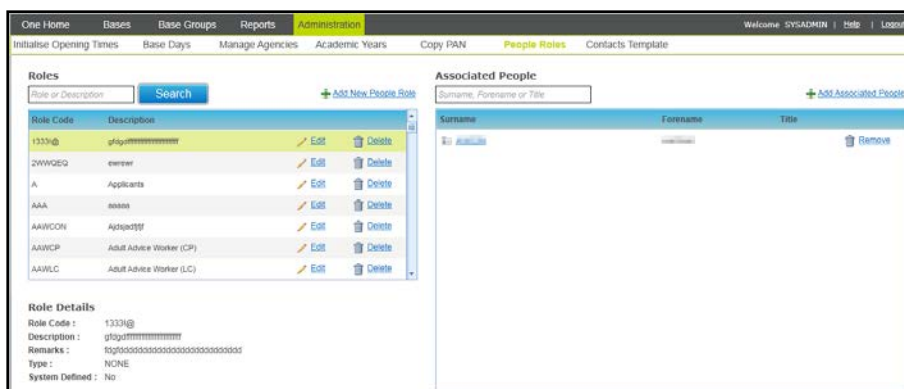 One Home Bases Base Groups Reports Administration Welcome SYSADMIN | Help | Logout
Initialise Opening Times Base Days Manage Agencies Academic Years Copy PAN People Roles Contacts Template
Roles
Role or Description Search Add New People Role
Role Code Description
1333!@ Edit Delete
2WWQEQ ewrewr Edit Delete
A Applicants Edit Delete
AAA aaaaa Edit Delete
AAWCON Edit Delete
AAWCP Adult Advice Worker (CP) Edit Delete
AAWLC Adult Advice Worker (LC) Edit Delete
Role Details
Role Code : 1333!@
Description :
Remarks :
Type : NONE
System Defined : No
Associated People
Surname, Forename or Title Add Associated People
Surname Forename Title
Remove